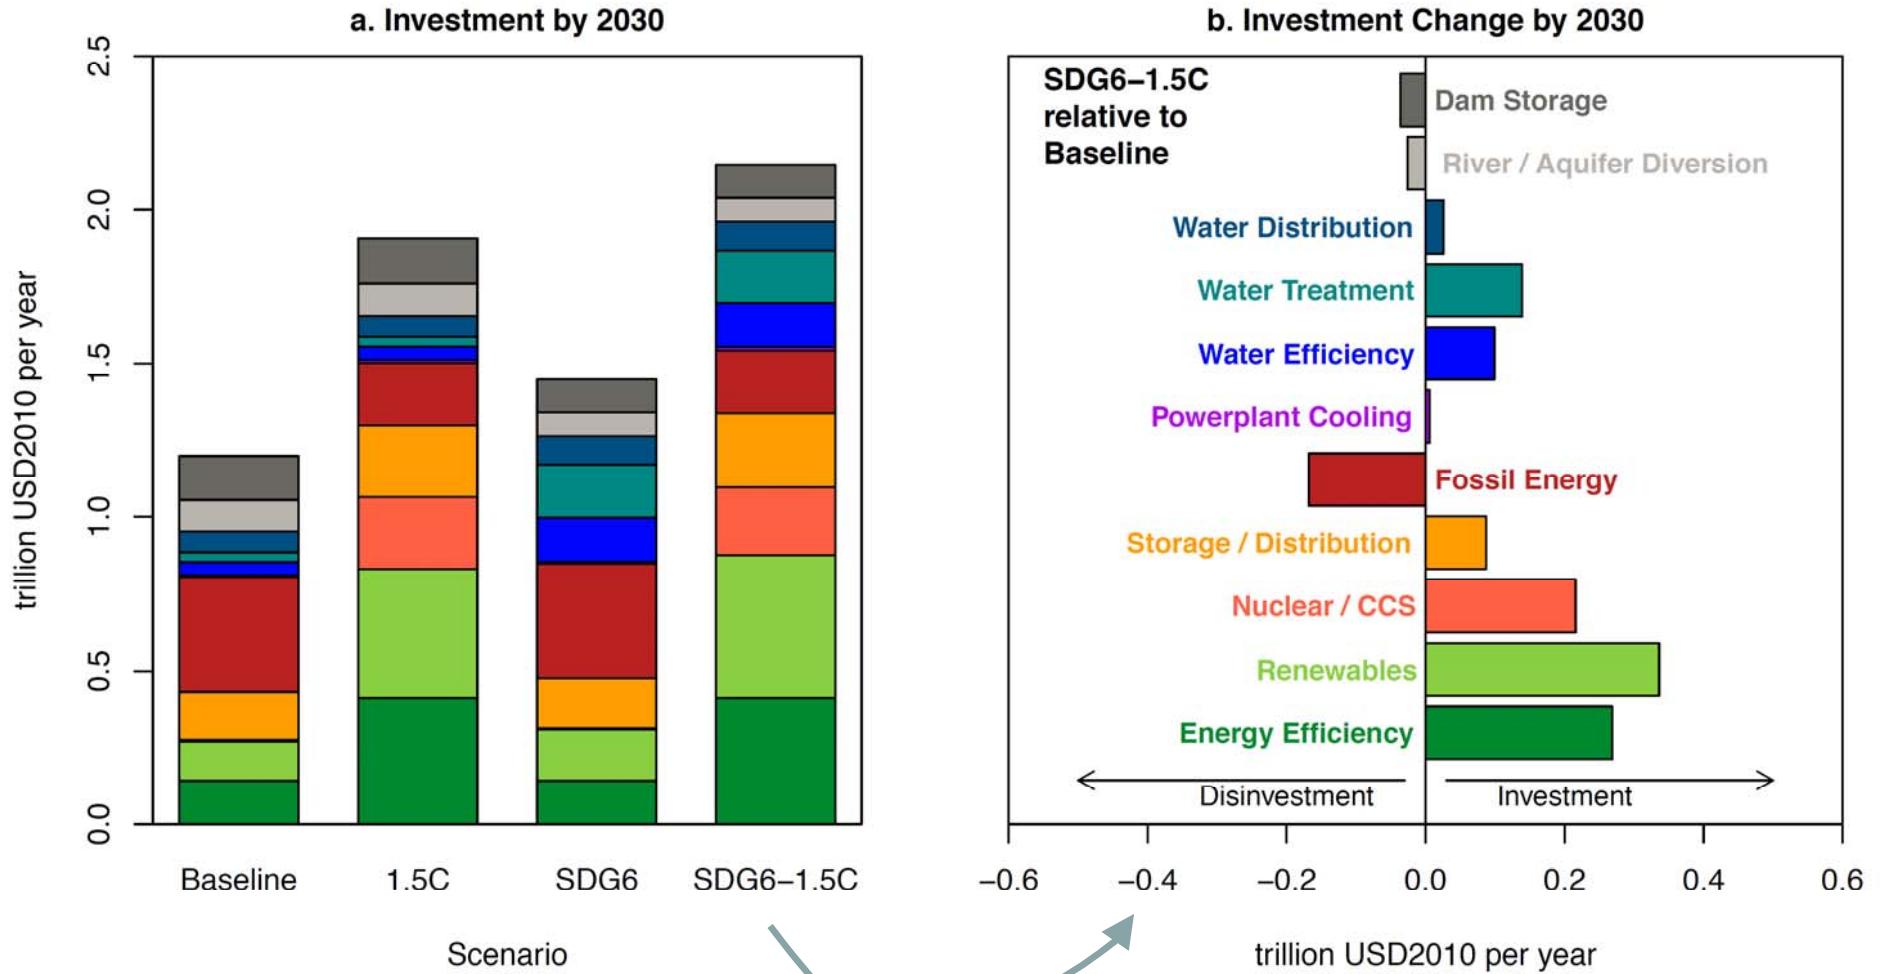 a. Investment by 2030
trillion USD2010 per year
2.5
2.0
1.5
1.0
0.5
0.0
Baseline
1.5C
SDG6
SDG6–1.5C
Scenario
b. Investment Change by 2030
SDG6–1.5C
relative to
Baseline
Dam Storage
River / Aquifer Diversion
Water Distribution
Water Treatment
Water Efficiency
Powerplant Cooling
Fossil Energy
Storage / Distribution
Nuclear / CCS
Renewables
Energy Efficiency
Disinvestment
Investment
−0.6
−0.4
−0.2
0.0
0.2
0.4
0.6
trillion USD2010 per year